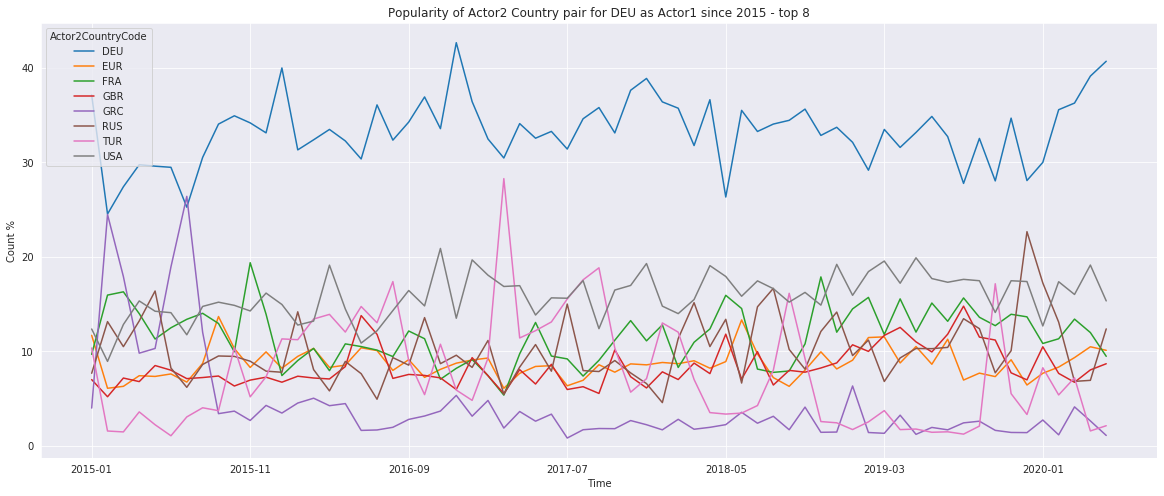 Popularity of Actor2 Country pair for DEU as Actor1 since 2015 - top 8
Actor2CountryCode
DEU
EUR
FRA
GBR
GRC
RUS
TUR
USA
Count %
40
30
20
10
0
2015-01
2015-11
2016-09
2017-07
2018-05
2019-03
2020-01
Time